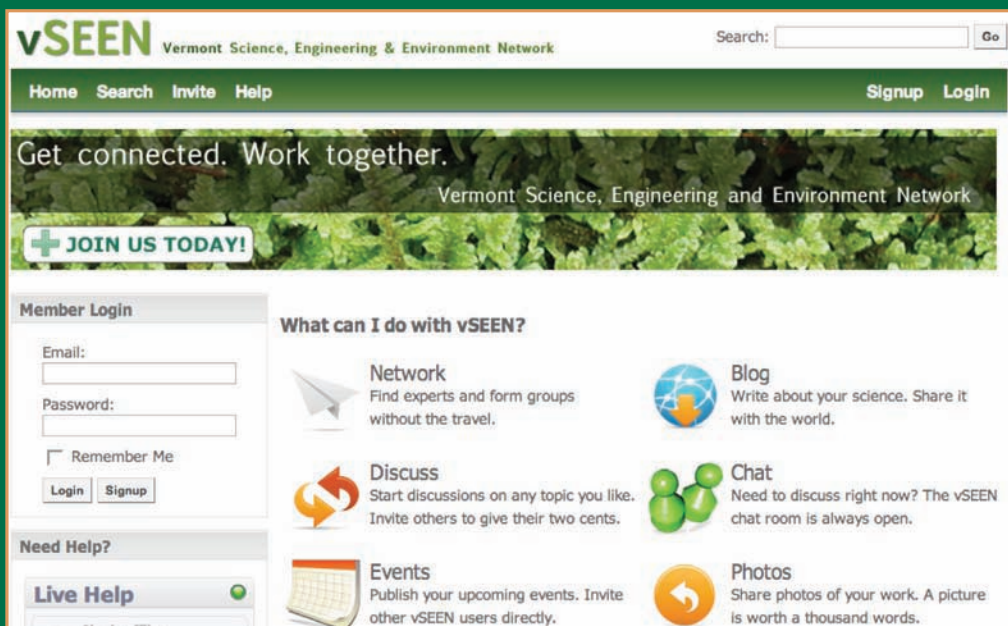 vSEEN Vermont Science, Engineering & Environment Network
Search:
Go
Home Search Invite Help
Signup Login
Get connected. Work together.
Vermont Science, Engineering and Environment Network
JOIN US TODAY!
Member Login
Email:
Password:
Remember Me
Login Signup
Need Help?
Live Help
What can I do with vSEEN?
Network
Find experts and form groups
without the travel.
Blog
Write about your science. Share it
with the world.
Discuss
Start discussions on any topic you like.
Invite others to give their two cents.
Chat
Need to discuss right now? The vSEEN
chat room is always open.
Events
Publish your upcoming events. Invite
other vSEEN users directly.
Photos
Share photos of your work. A picture
is worth a thousand words.